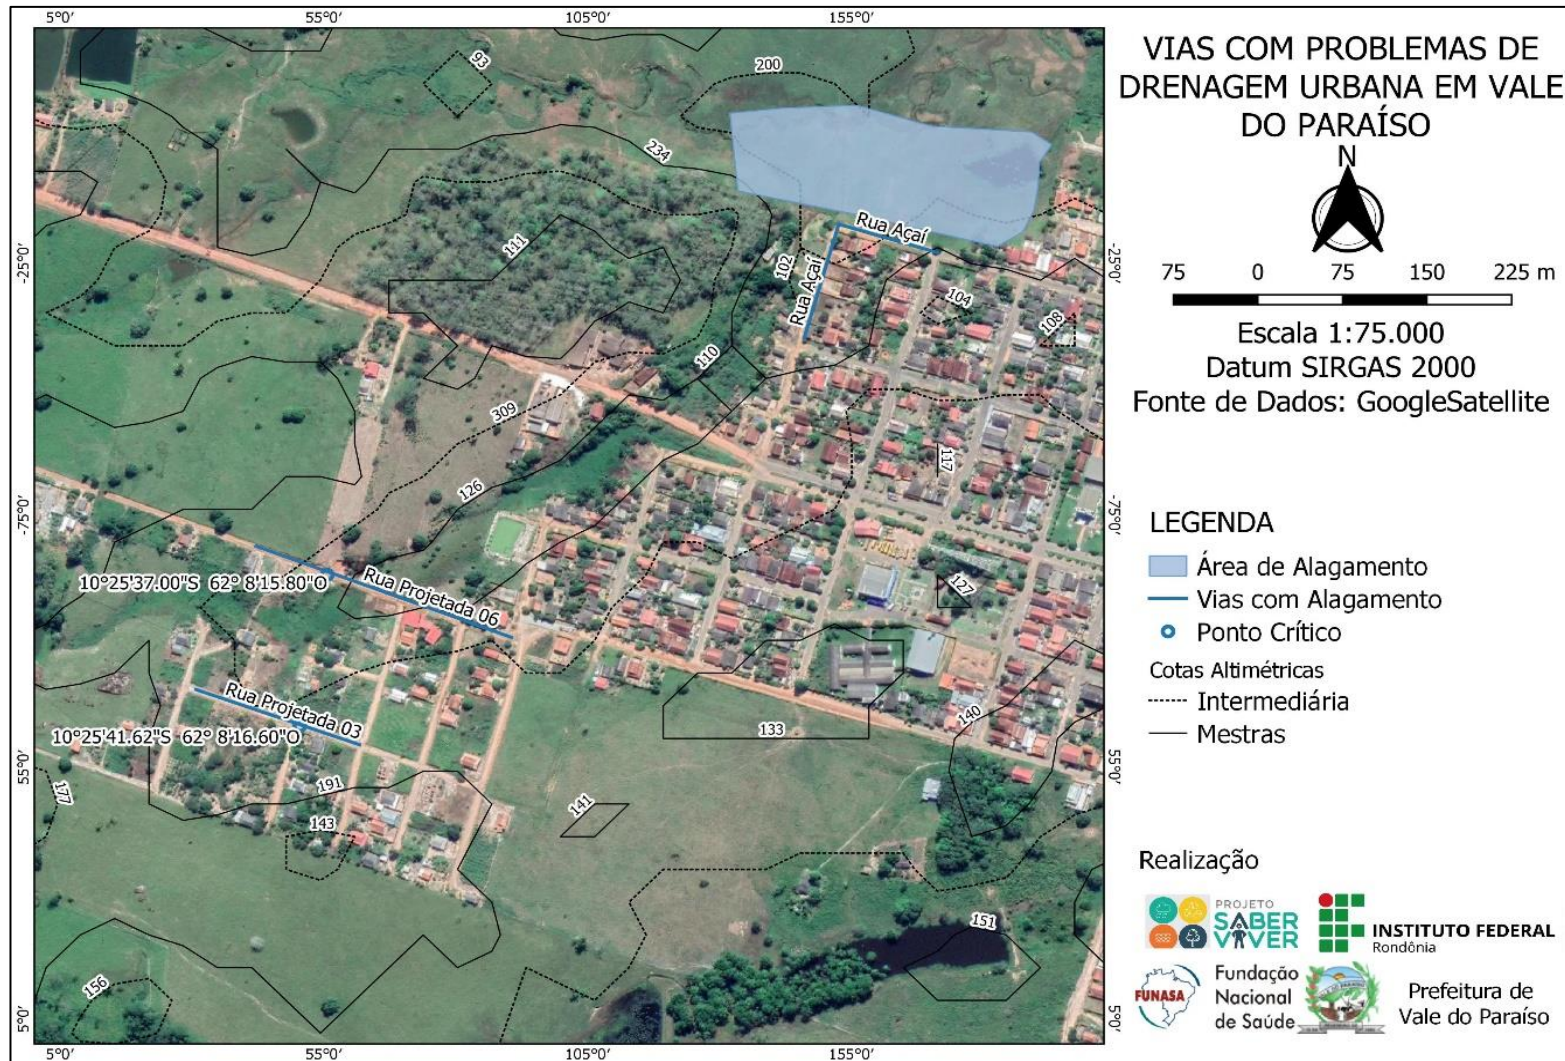 5°0′ 55°0′ 105°0′ 155°0′
VIAS COM PROBLEMAS DE
DRENAGEM URBANA EM VALE
DO PARAÍSO
N
75 0 75 150 225 m
Escala 1:75.000
Datum SIRGAS 2000
Fonte de Dados: GoogleSatellite
LEGENDA
Área de Alagamento
Vias com Alagamento
Ponto Crítico
Cotas Altimétricas
Intermediária
Mestras
Realização
PROJETO
SABER
VIVER
INSTITUTO FEDERAL
Rondônia
FUNASA
Fundação
Nacional
de Saúde
Prefeitura de
Vale do Paraíso
93
200
234
111
102
Rua Açaí
Rua Açaí
104
108
110
309
117
126
127
10°25'37.00"S 62° 8'15.80"O
Rua Projetada 06
Rua Projetada 03
10°25'41.62"S 62° 8'16.60"O
133
140
191
141
143
177
151
156
-25°0′
-75°0′
55°0′
5°0′
-25°0′
-75°0′
55°0′
5°0′
5°0′ 55°0′ 105°0′ 155°0′